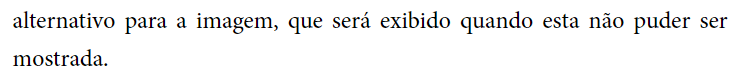 alternativo para a imagem, que será exibido quando esta não puder ser
mostrada.